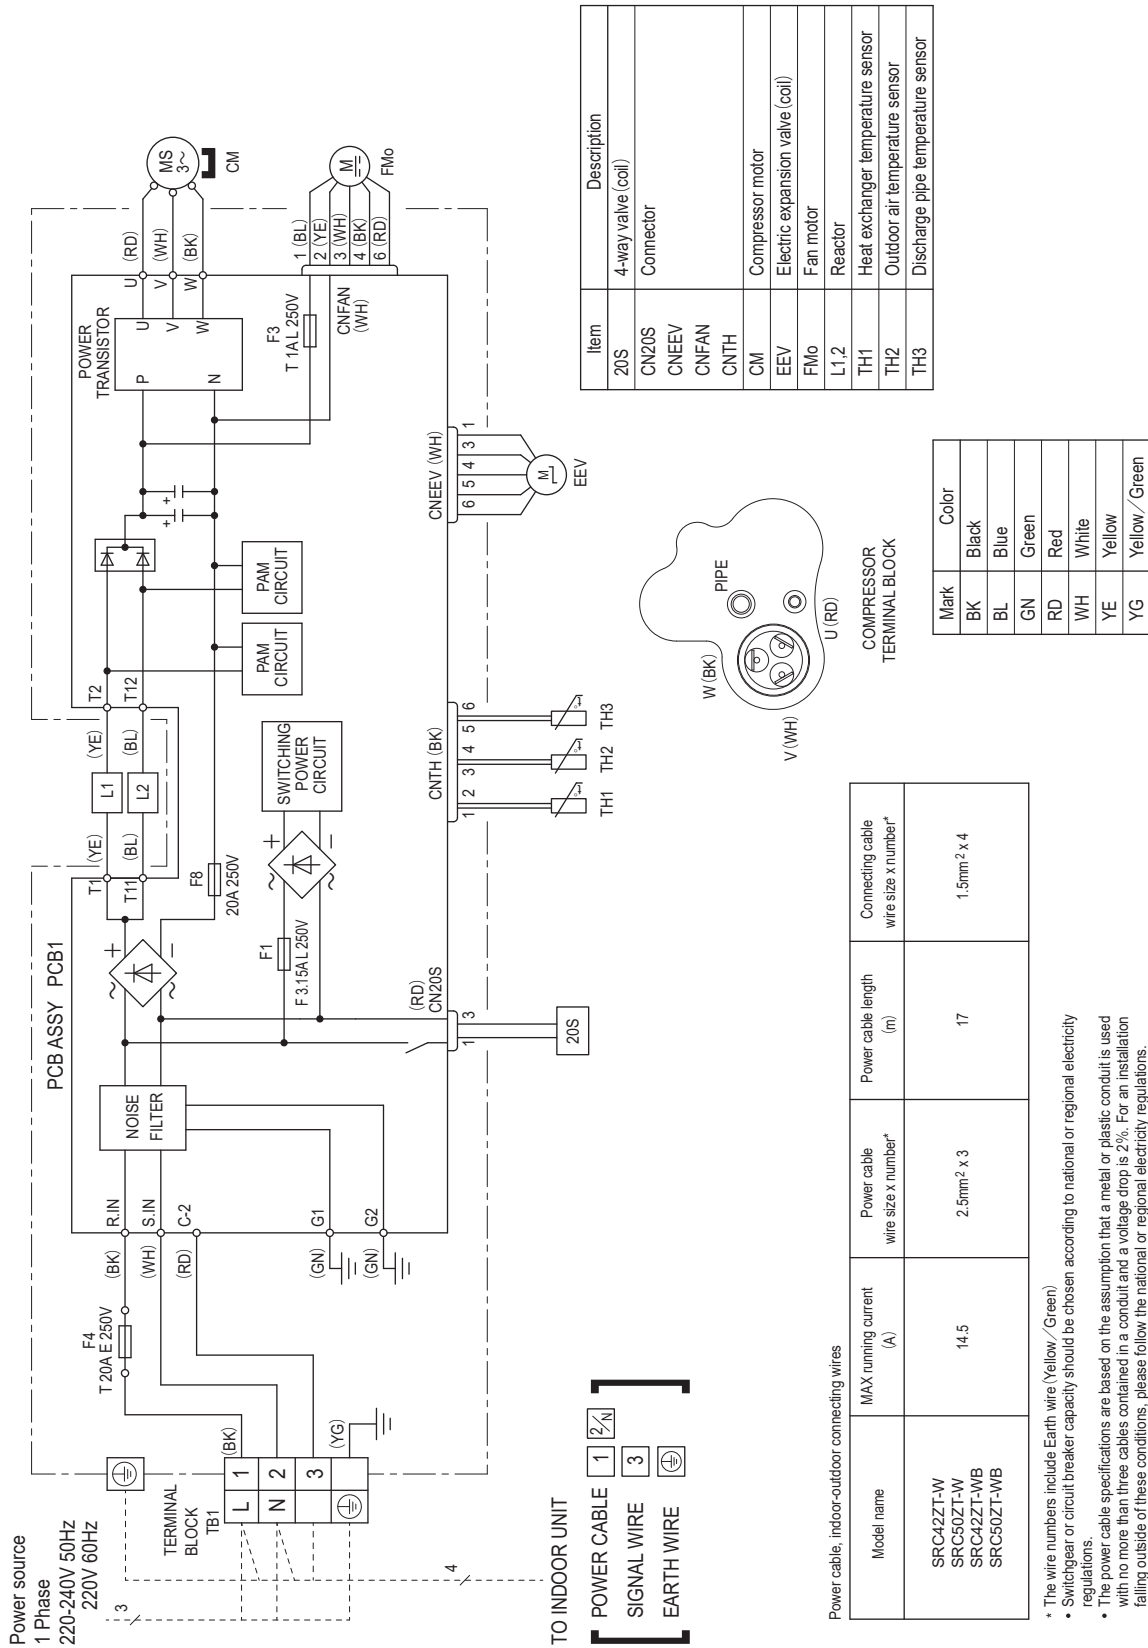 Power source
1 Phase
220-240V 50Hz
220V 60Hz
3
4
TERMINAL
BLOCK
TB1
L
1
N
2
3
(BK)
(YG)
TO INDOOR UNIT
POWER CABLE 1 2/N
SIGNAL WIRE 3
EARTH WIRE
F4
T 20A E 250V
(BK)
(WH)
(RD)
(GN)
(GN)
R.IN
S.IN
C-2
G1
G2
PCB ASSY PCB1
NOISE
FILTER
+
−
~
~
T1
T11
(YE)
(BL)
L1
L2
(YE)
(BL)
T2
T12
F8
20A 250V
F1
F 3.15A L 250V
+
−
~
~
SWITCHING
POWER
CIRCUIT
PAM
CIRCUIT
PAM
CIRCUIT
+
+
POWER
TRANSISTOR
P
N
U
V
W
U
V
W
(RD)
(WH)
(BK)
MS
3~
CM
F3
T 1A L 250V
CNFAN
(WH)
1 (BL)
2 (YE)
3 (WH)
4 (BK)
6 (RD)
M
FMo
(RD)
CN20S
1 3
20S
CNTH (BK)
1 2 3 4 5 6
t°
t°
t°
TH1
TH2
TH3
CNEEV (WH)
6 5 4 3 1
M
EEV
W (BK)
PIPE
V (WH)
U (RD)
COMPRESSOR
TERMINAL BLOCK
Item Description
20S 4-way valve (coil)
CN20S Connector
CNEEV
CNFAN
CNTH
CM Compressor motor
EEV Electric expansion valve (coil)
FMo Fan motor
L1,2 Reactor
TH1 Heat exchanger temperature sensor
TH2 Outdoor air temperature sensor
TH3 Discharge pipe temperature sensor
Mark Color
BK Black
BL Blue
GN Green
RD Red
WH White
YE Yellow
YG Yellow／Green
Power cable, indoor-outdoor connecting wires
Model name
MAX running current
(A)
Power cable
wire size x number*
Power cable length
(m)
Connecting cable
wire size x number*
SRC42ZT-W
SRC50ZT-W
SRC42ZT-WB
SRC50ZT-WB
14.5
2.5mm² x 3
17
1.5mm² x 4
* The wire numbers include Earth wire (Yellow／Green)
• Switchgear or circuit breaker capacity should be chosen according to national or regional electricity
regulations.
• The power cable specifications are based on the assumption that a metal or plastic conduit is used
with no more than three cables contained in a conduit and a voltage drop is 2%. For an installation
falling outside of these conditions, please follow the national or regional electricity regulations.